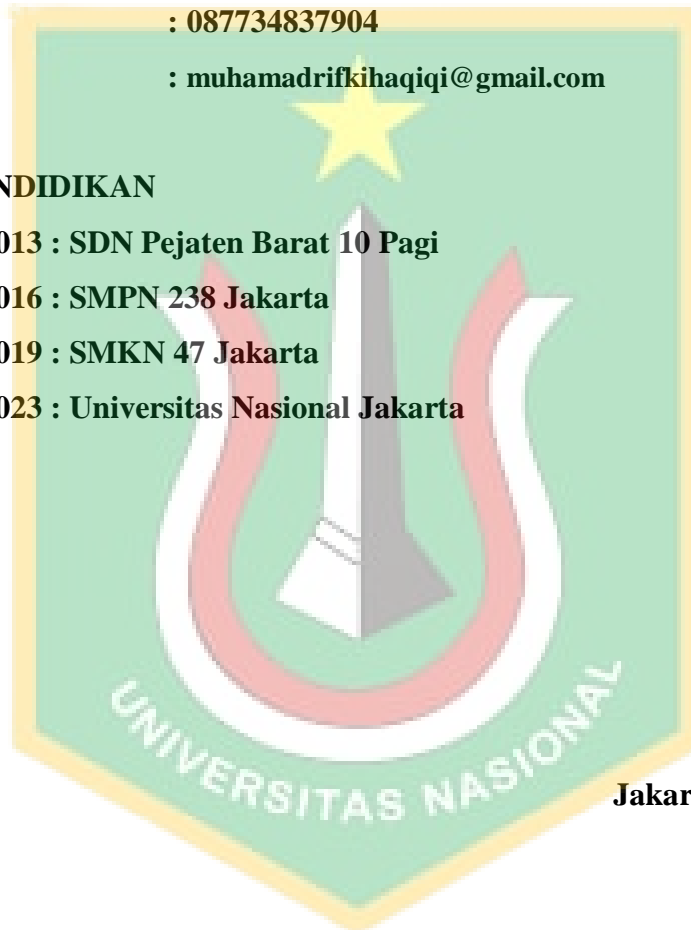 : 087734837904
: muhamadrifkihaqiqi@gmail.com
NDIDIKAN
013 : SDN Pejaten Barat 10 Pagi
016 : SMPN 238 Jakarta
019 : SMKN 47 Jakarta
023 : Universitas Nasional Jakarta
UNIVERSITAS NASIONAL
Jakar